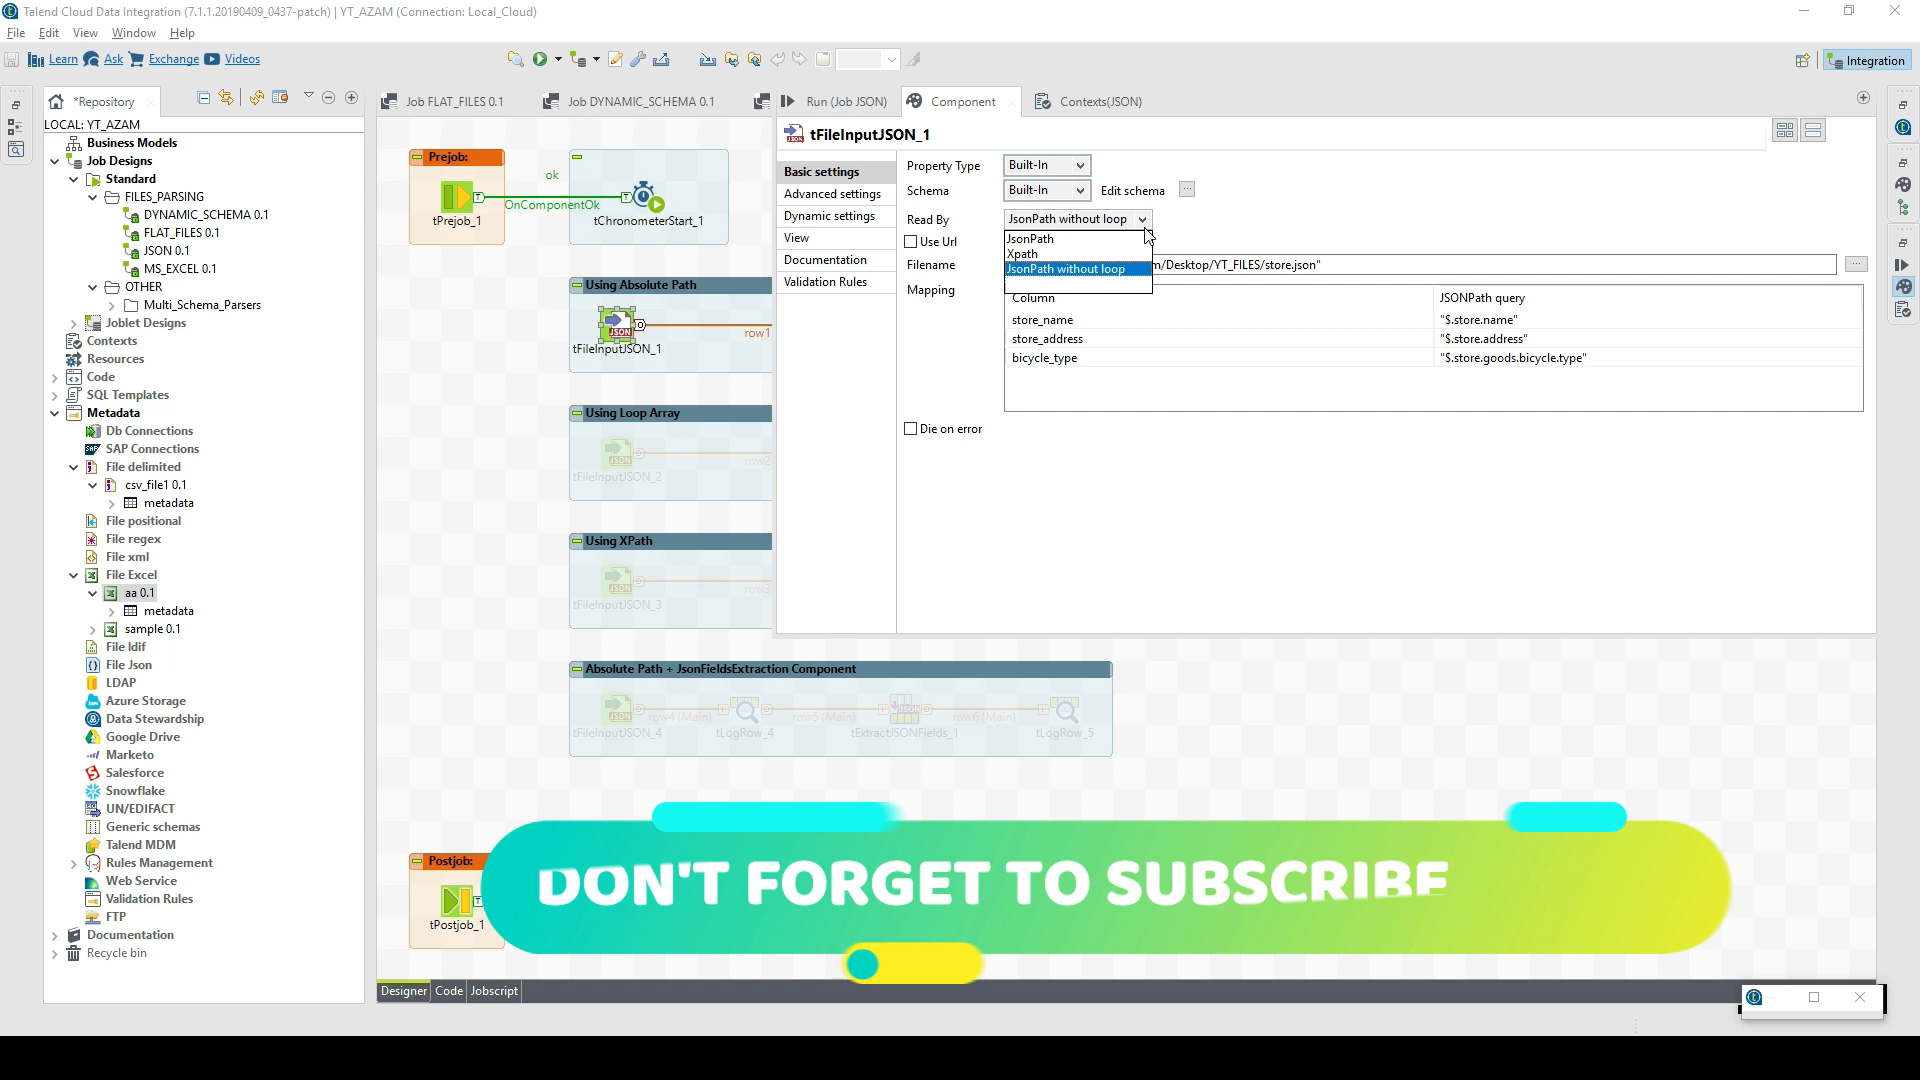 Talend Cloud Data Integration (7.1.1.20190409_0437-patch) | YT_AZAM (Connection: Local_Cloud)
File Edit View Window Help
Learn Ask Exchange Videos
Integration
*Repository
Job FLAT_FILES 0.1
Job DYNAMIC_SCHEMA 0.1
Run (Job JSON)
Component
Contexts(JSON)
LOCAL: YT_AZAM
Business Models
Job Designs
Standard
FILES_PARSING
DYNAMIC_SCHEMA 0.1
FLAT_FILES 0.1
JSON 0.1
MS_EXCEL 0.1
OTHER
Multi_Schema_Parsers
Joblet Designs
Contexts
Resources
Code
SQL Templates
Metadata
Db Connections
SAP Connections
File delimited
csv_file1 0.1
metadata
File positional
File regex
File xml
File Excel
aa 0.1
metadata
sample 0.1
File ldif
File Json
LDAP
Azure Storage
Data Stewardship
Google Drive
Marketo
Salesforce
Snowflake
UN/EDIFACT
Generic schemas
Talend MDM
Rules Management
Web Service
Validation Rules
FTP
Documentation
Recycle bin
Prejob:
tPrejob_1
ok
OnComponentOk
tChronometerStart_1
Using Absolute Path
tFileInputJSON_1
row1
Using Loop Array
tFileInputJSON_2
row2
Using XPath
tFileInputJSON_3
row3
Absolute Path + JsonFieldsExtraction Component
row4 (Main)
row5 (Main)
row6 (Main)
tFileInputJSON_4
tLogRow_4
tExtractJSONFields_1
tLogRow_5
Postjob:
tPostjob_1
tFileInputJSON_1
Basic settings
Advanced settings
Dynamic settings
View
Documentation
Validation Rules
Property Type Built-In
Schema Built-In Edit schema
Read By JsonPath without loop
JsonPath
Xpath
JsonPath without loop
Use Url
Filename m/Desktop/YT_FILES/store.json"
Mapping
Column JSONPath query
store_name "$.store.name"
store_address "$.store.address"
bicycle_type "$.store.goods.bicycle.type"
Die on error
DON'T FORGET TO SUBSCRIBE
Designer Code Jobscript